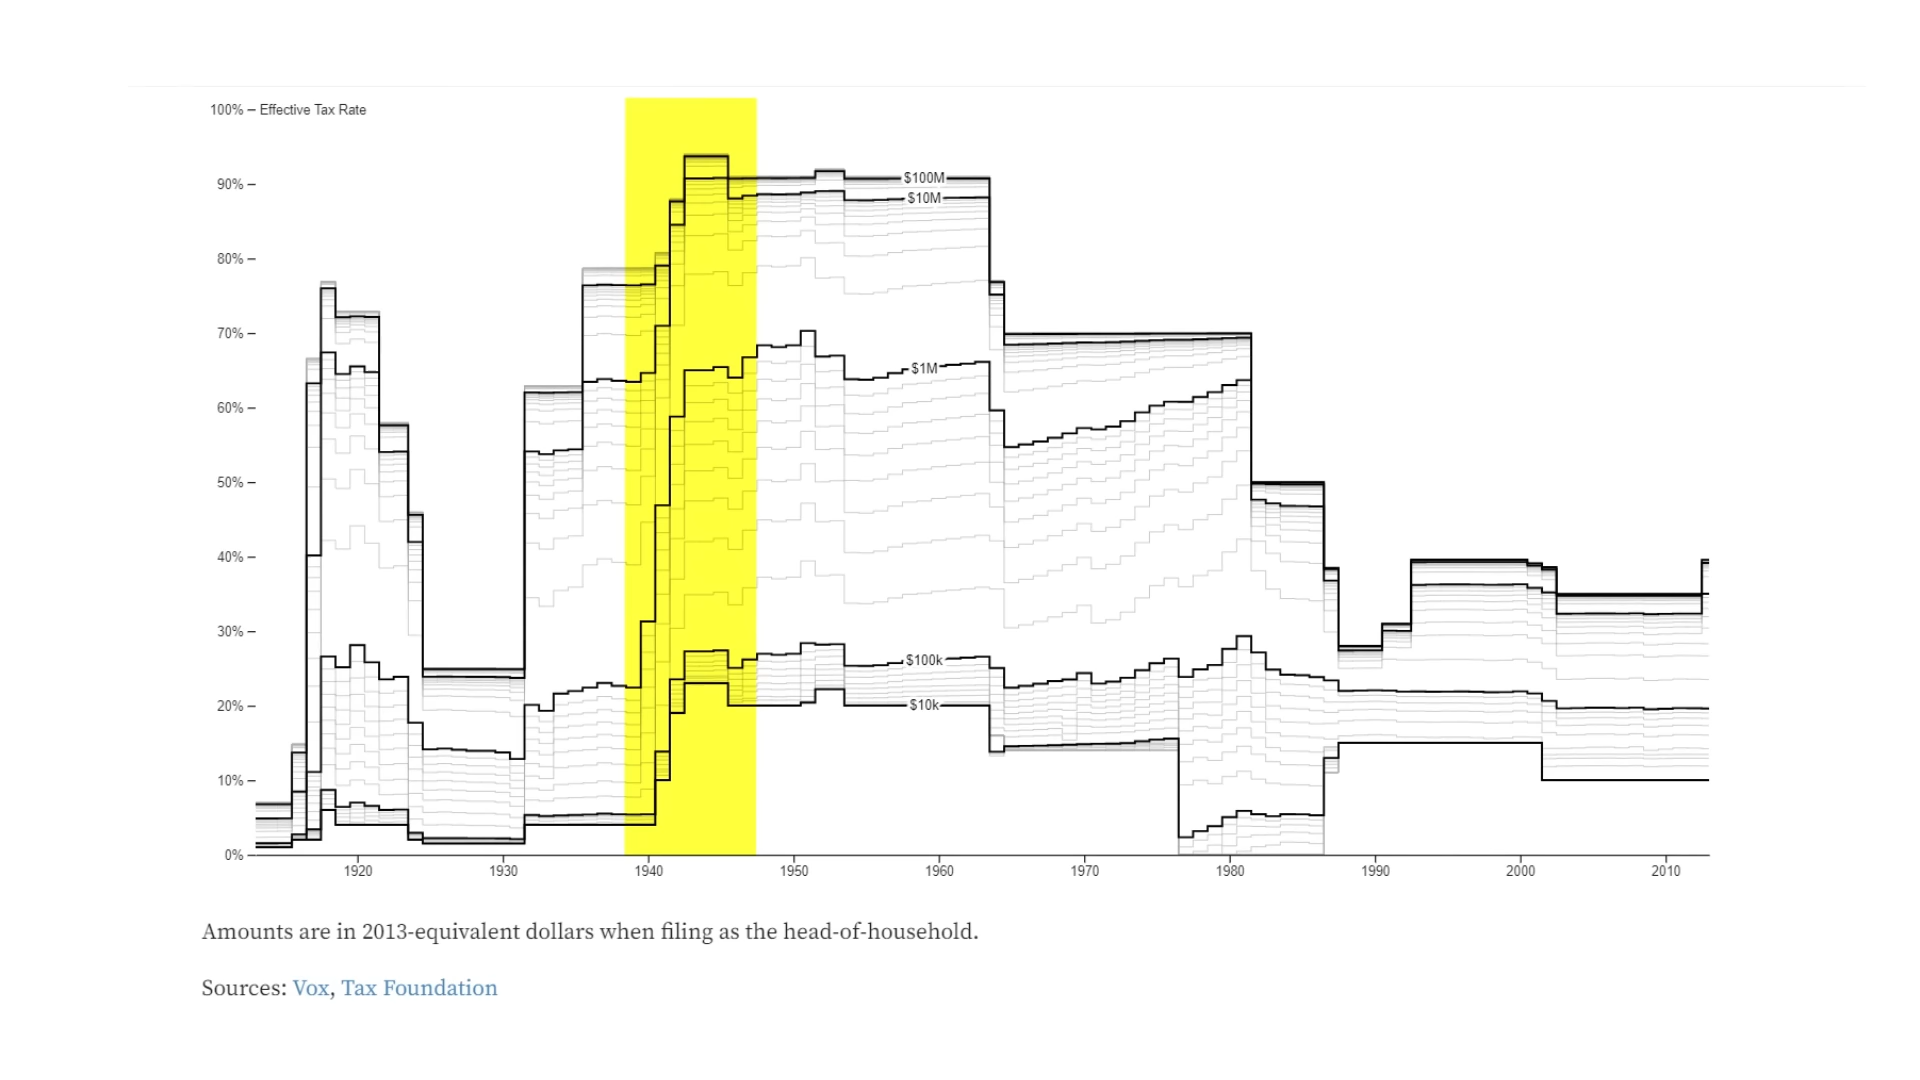 100% – Effective Tax Rate
90% –
80% –
70% –
60% –
50% –
40% –
30% –
20% –
10% –
0% –
$100M
$10M
$1M
$100k
$10k
1920 1930 1940 1950 1960 1970 1980 1990 2000 2010
Amounts are in 2013-equivalent dollars when filing as the head-of-household.
Sources: Vox, Tax Foundation